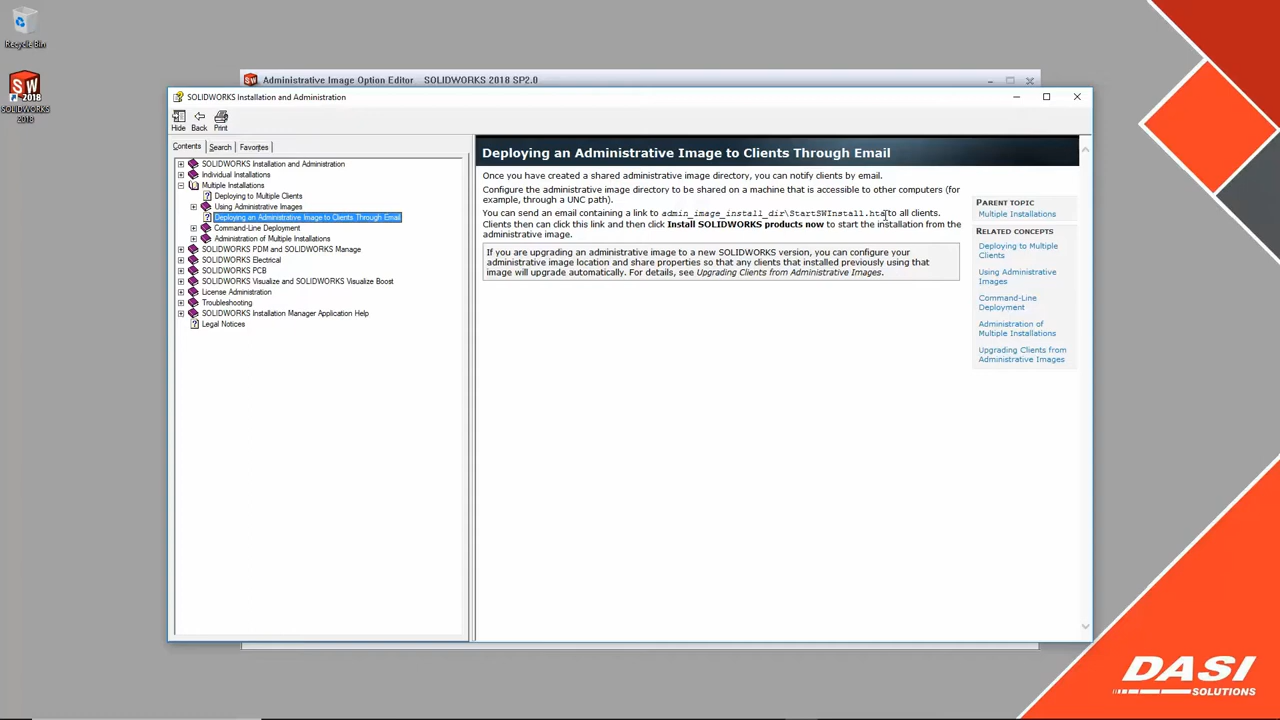 Recycle Bin
SW
2018
SOLIDWORKS
2018
Administrative Image Option Editor SOLIDWORKS 2018 SP2.0
SOLIDWORKS Installation and Administration
Hide
Back
Print
Contents
Search
Favorites
SOLIDWORKS Installation and Administration
Individual Installations
Multiple Installations
Deploying to Multiple Clients
Using Administrative Images
Deploying an Administrative Image to Clients Through Email
Command-Line Deployment
Administration of Multiple Installations
SOLIDWORKS PDM and SOLIDWORKS Manage
SOLIDWORKS Electrical
SOLIDWORKS PCB
SOLIDWORKS Visualize and SOLIDWORKS Visualize Boost
License Administration
Troubleshooting
SOLIDWORKS Installation Manager Application Help
Legal Notices
Deploying an Administrative Image to Clients Through Email
Once you have created a shared administrative image directory, you can notify clients by email.
Configure the administrative image directory to be shared on a machine that is accessible to other computers (for
example, through a UNC path).
You can send an email containing a link to admin_image_install_dir\StartSWInstall.hta to all clients.
Clients then can click this link and then click Install SOLIDWORKS products now to start the installation from the
administrative image.
If you are upgrading an administrative image to a new SOLIDWORKS version, you can configure your
administrative image location and share properties so that any clients that installed previously using that
image will upgrade automatically. For details, see Upgrading Clients from Administrative Images.
PARENT TOPIC
Multiple Installations
RELATED CONCEPTS
Deploying to Multiple
Clients
Using Administrative
Images
Command-Line
Deployment
Administration of
Multiple Installations
Upgrading Clients from
Administrative Images
DASI
SOLUTIONS